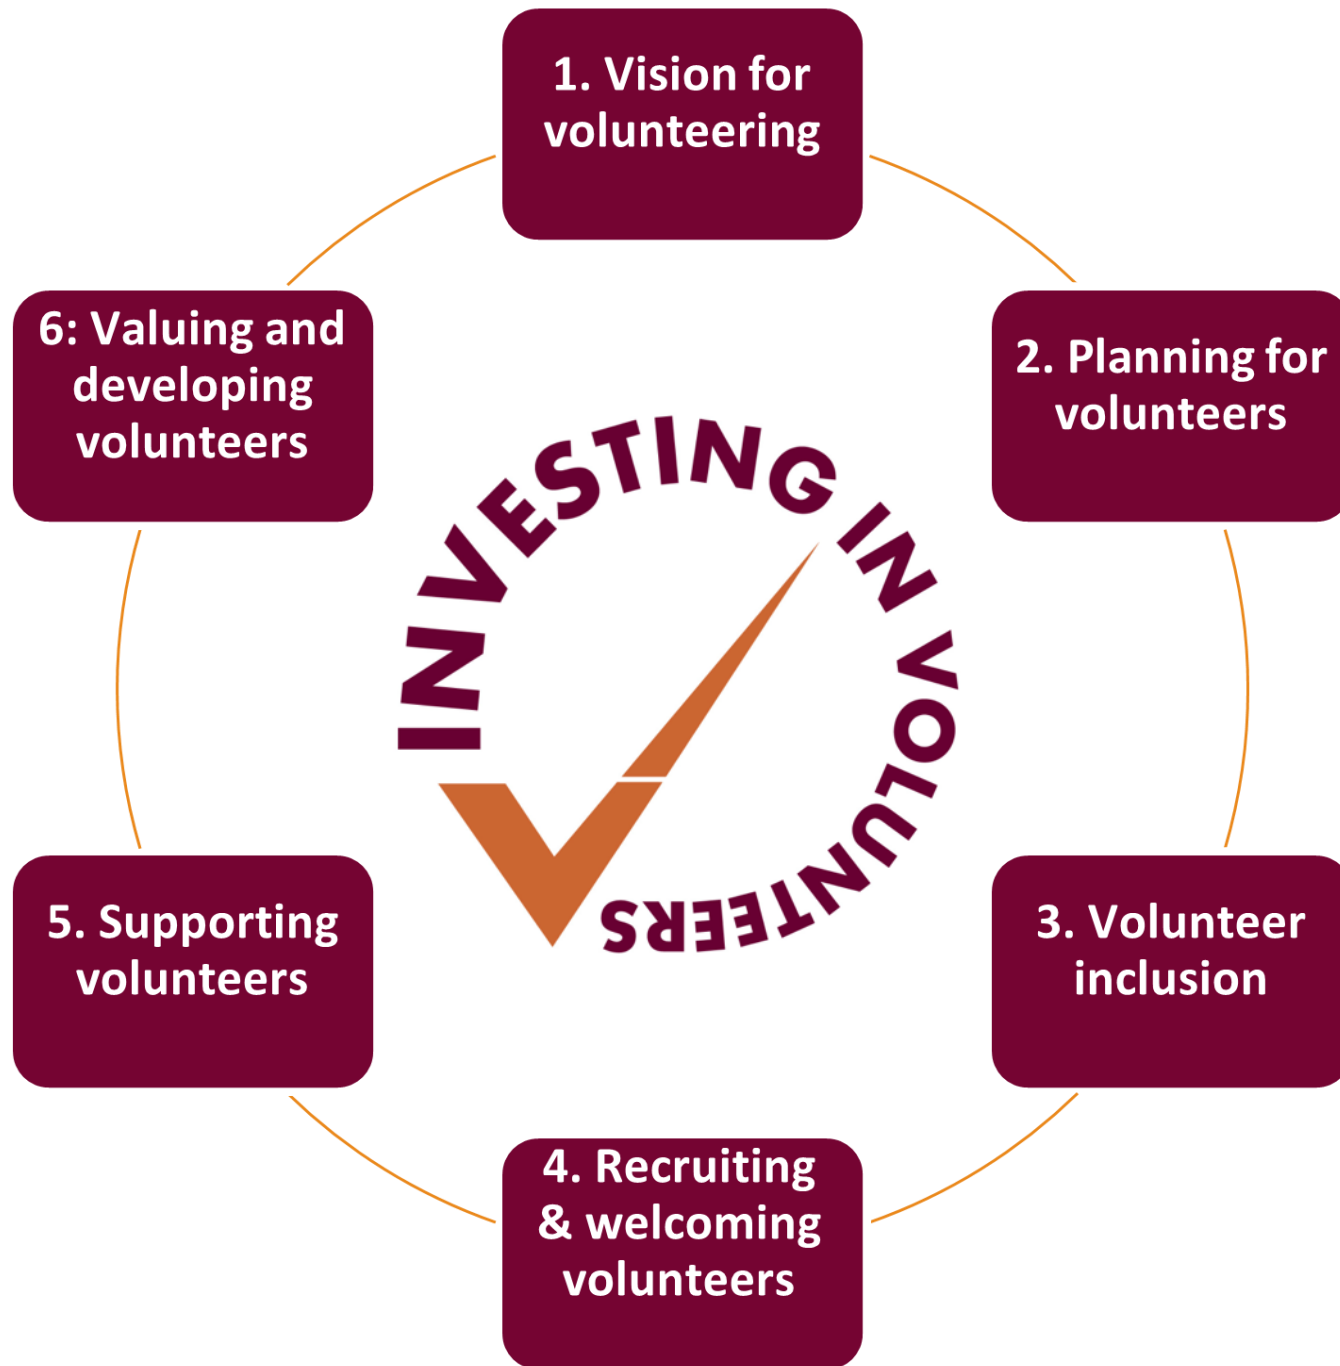 1. Vision for
volunteering
2. Planning for
volunteers
3. Volunteer
inclusion
4. Recruiting
& welcoming
volunteers
5. Supporting
volunteers
6: Valuing and
developing
volunteers
INVESTING IN VOLUNTEERS